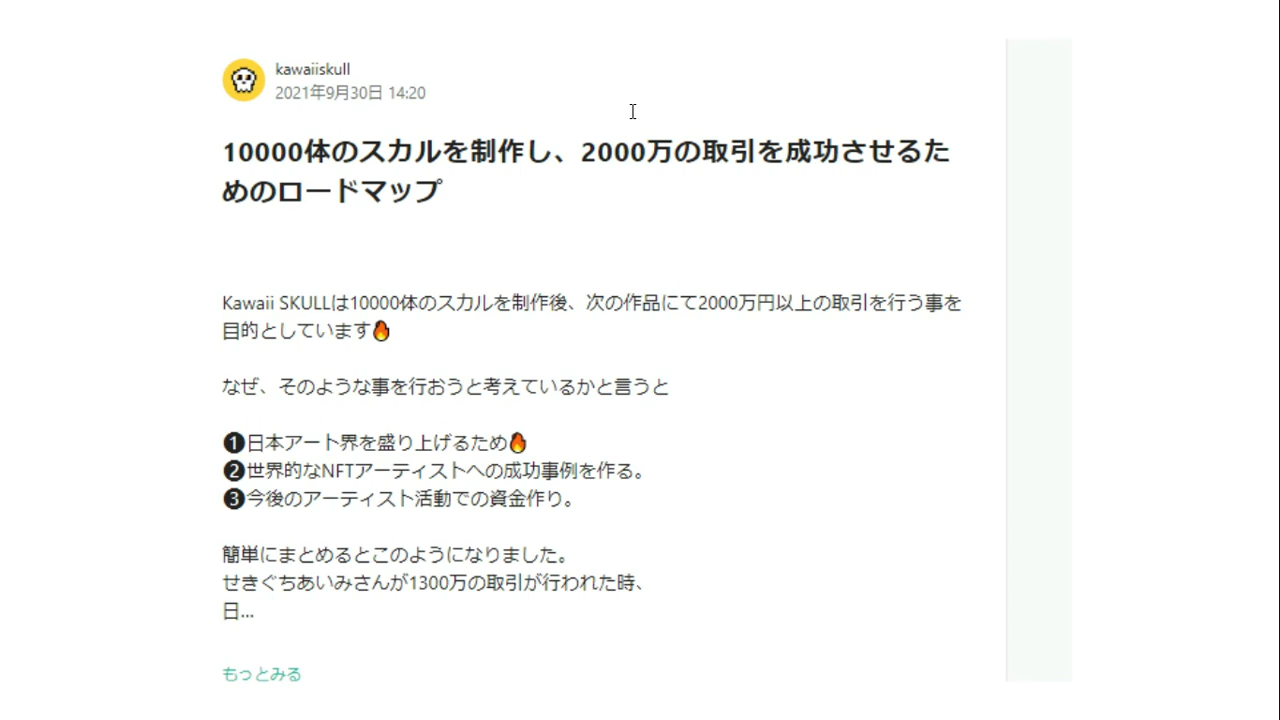 kawaiiskull
2021年9月30日 14:20
10000体のスカルを制作し、2000万の取引を成功させるた
めのロードマップ
Kawaii SKULLは10000体のスカルを制作後、次の作品にて2000万円以上の取引を行う事を
目的としています🔥
なぜ、そのような事を行おうと考えているかと言うと
❶日本アート界を盛り上げるため🔥
❷世界的なNFTアーティストへの成功事例を作る。
❸今後のアーティスト活動での資金作り。
簡単にまとめるとこのようになりました。
せきぐちあいみさんが1300万の取引が行われた時、
日...
もっとみる